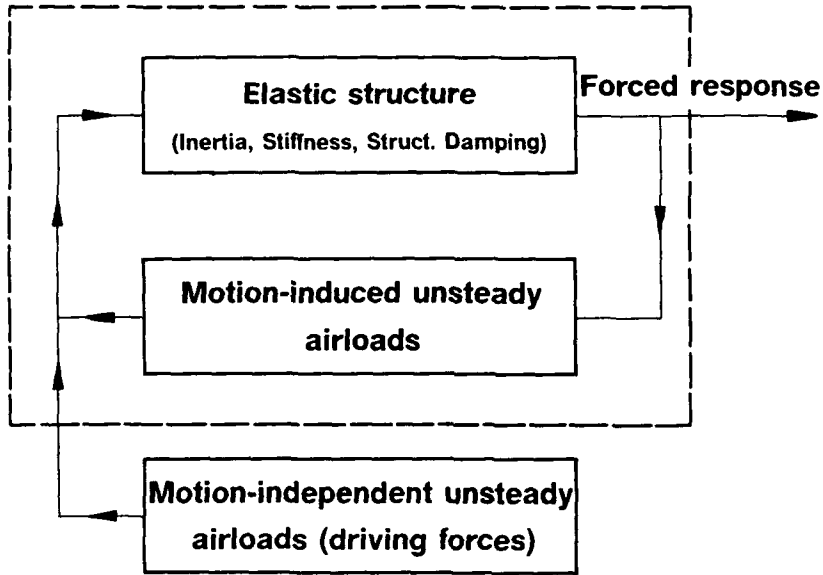 Elastic structure
Forced response
(Inertia, Stiffness, Struct. Damping)
Motion-induced unsteady
airloads
Motion-independent unsteady
airloads (driving forces)